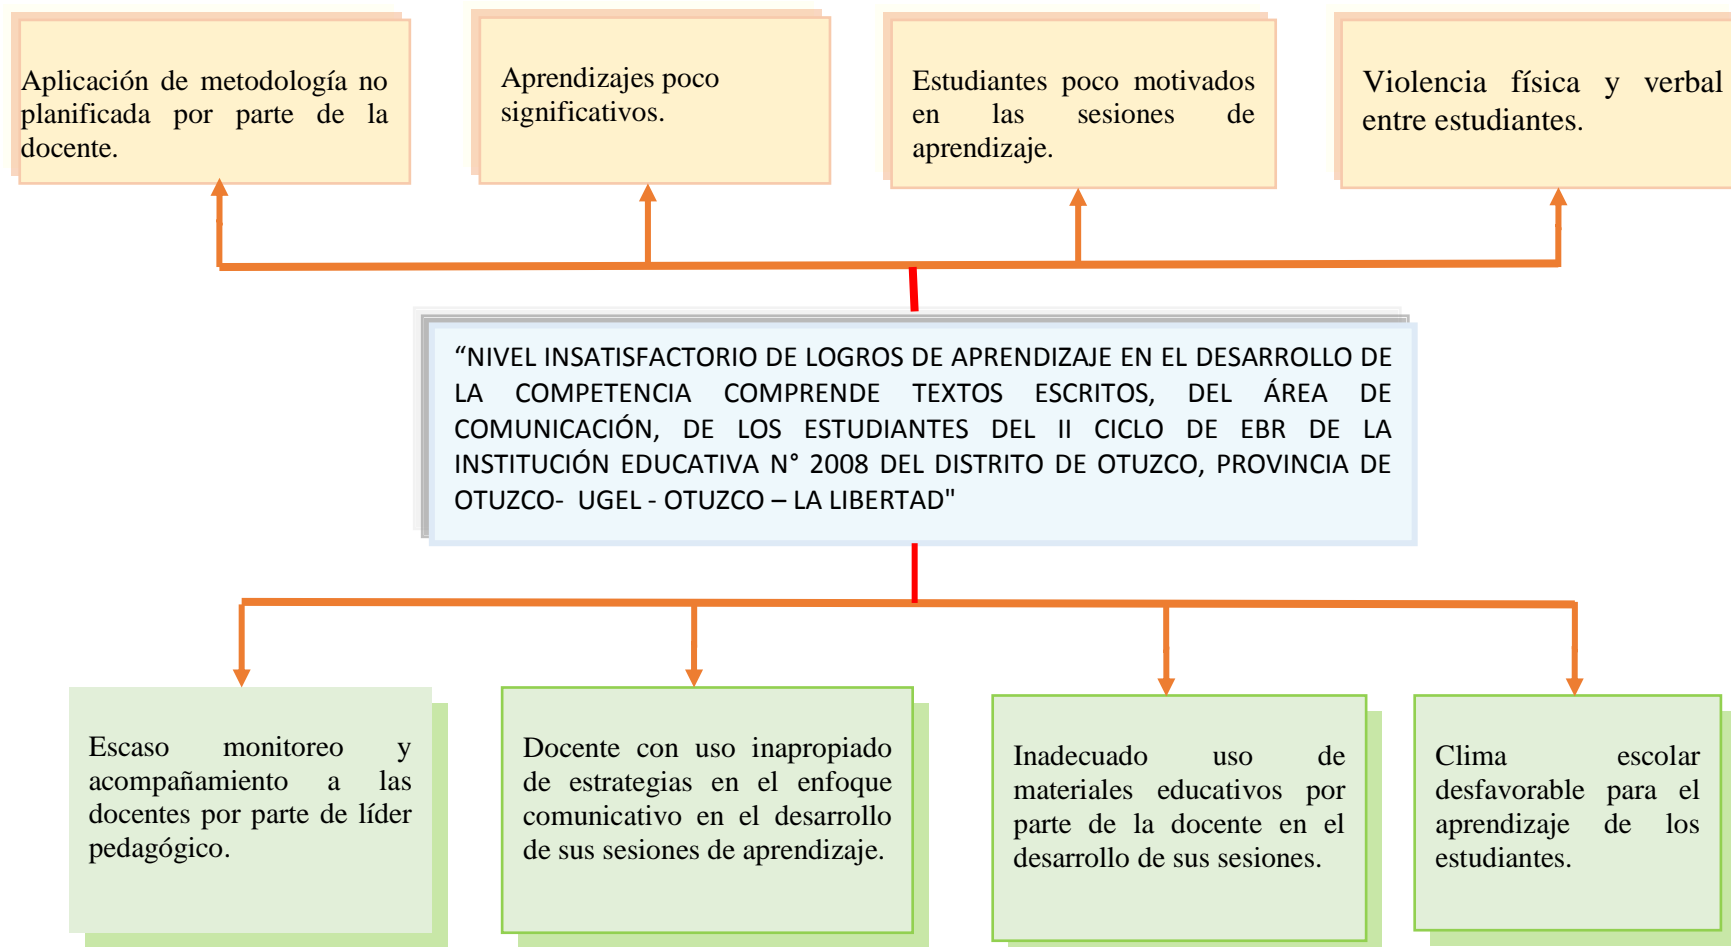 Aplicación de metodología no
planificada por parte de la
docente.
Aprendizajes poco
significativos.
Estudiantes poco motivados
en las sesiones de
aprendizaje.
Violencia física y verbal
entre estudiantes.
“NIVEL INSATISFACTORIO DE LOGROS DE APRENDIZAJE EN EL DESARROLLO DE
LA COMPETENCIA COMPRENDE TEXTOS ESCRITOS, DEL ÁREA DE
COMUNICACIÓN, DE LOS ESTUDIANTES DEL II CICLO DE EBR DE LA
INSTITUCIÓN EDUCATIVA N° 2008 DEL DISTRITO DE OTUZCO, PROVINCIA DE
OTUZCO- UGEL - OTUZCO – LA LIBERTAD"
Escaso monitoreo y
acompañamiento a las
docentes por parte de líder
pedagógico.
Docente con uso inapropiado
de estrategias en el enfoque
comunicativo en el desarrollo
de sus sesiones de aprendizaje.
Inadecuado uso de
materiales educativos por
parte de la docente en el
desarrollo de sus sesiones.
Clima escolar
desfavorable para el
aprendizaje de los
estudiantes.